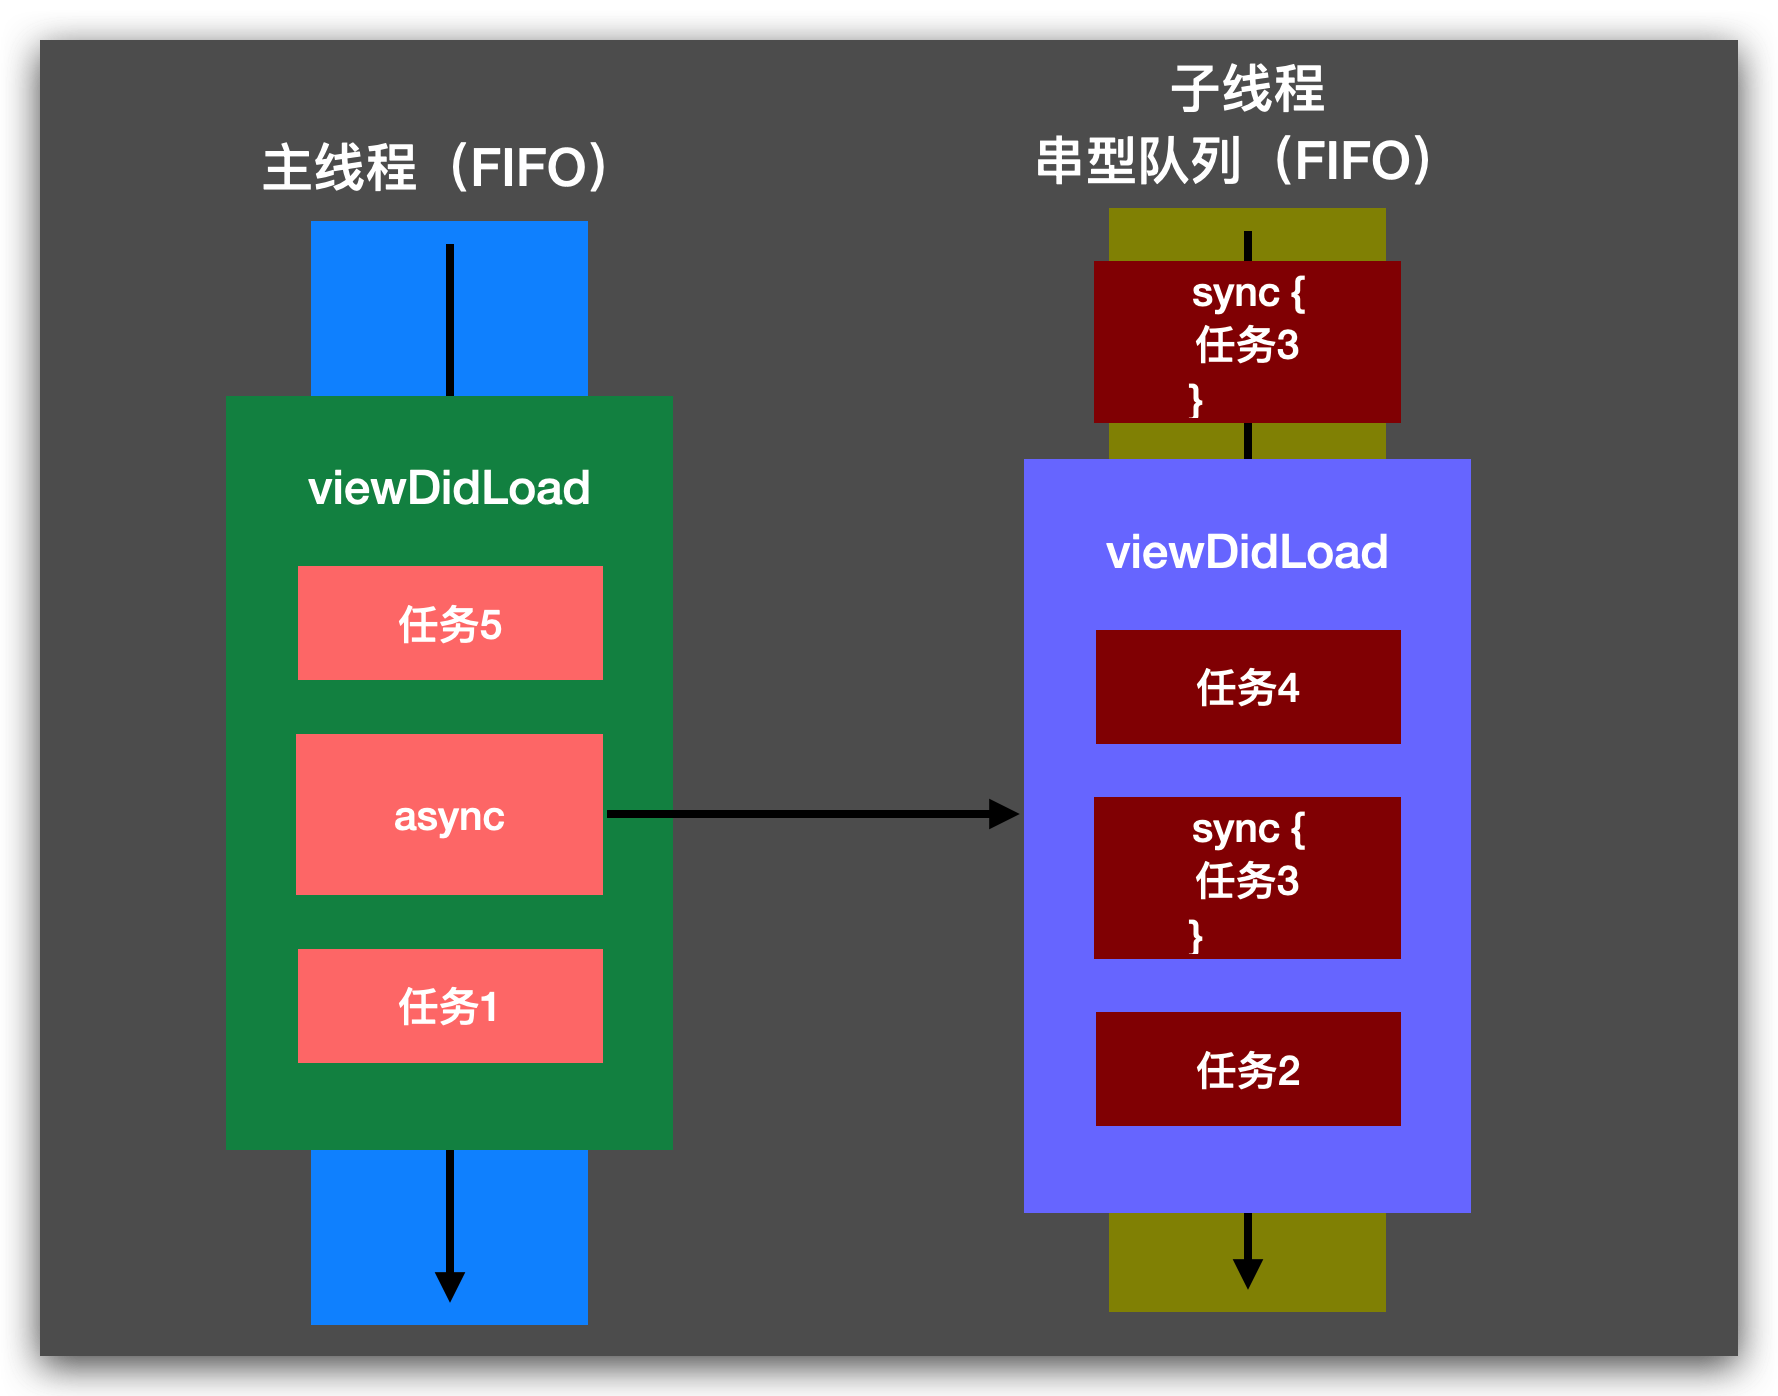 主线程（FIFO）
viewDidLoad
任务5
async
任务1
子线程
串型队列（FIFO）
sync {
任务3
}
viewDidLoad
任务4
sync {
任务3
}
任务2